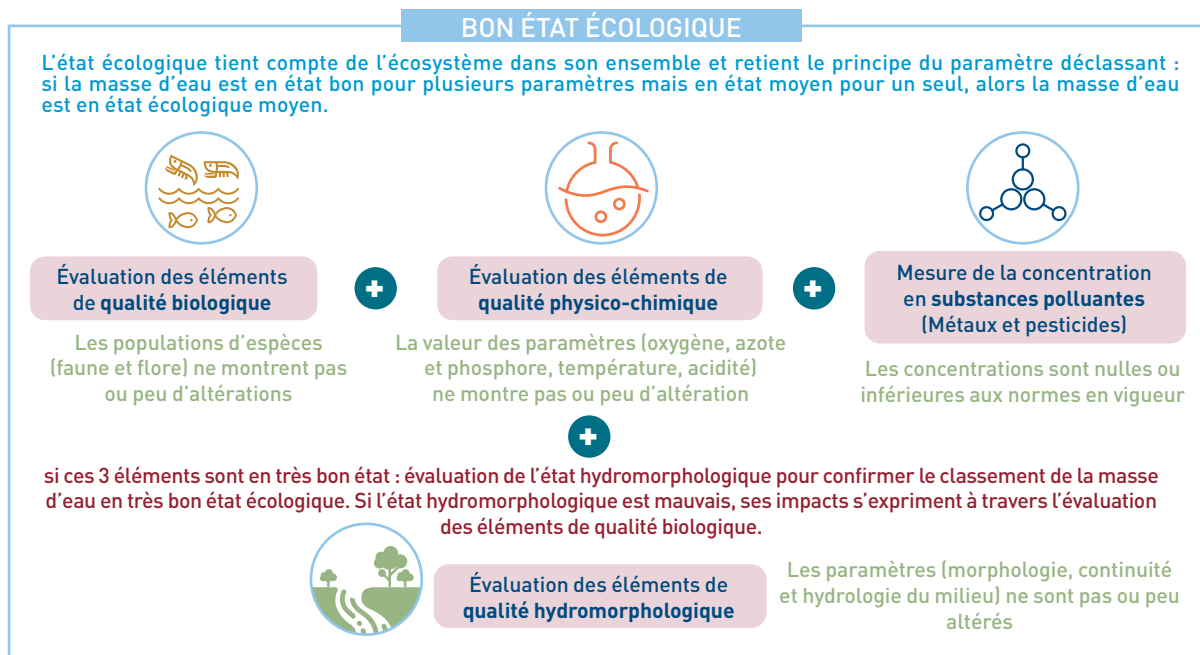 BON ÉTAT ÉCOLOGIQUE
L’état écologique tient compte de l’écosystème dans son ensemble et retient le principe du paramètre déclassant :
si la masse d’eau est en état bon pour plusieurs paramètres mais en état moyen pour un seul, alors la masse d’eau
est en état écologique moyen.
Évaluation des éléments
de qualité biologique
+
Évaluation des éléments de
qualité physico-chimique
+
Mesure de la concentration
en substances polluantes
(Métaux et pesticides)
Les populations d’espèces
(faune et flore) ne montrent pas
ou peu d’altérations
La valeur des paramètres (oxygène, azote
et phosphore, température, acidité)
ne montre pas ou peu d’altération
Les concentrations sont nulles ou
inférieures aux normes en vigueur
+
si ces 3 éléments sont en très bon état : évaluation de l’état hydromorphologique pour confirmer le classement de la masse
d’eau en très bon état écologique. Si l’état hydromorphologique est mauvais, ses impacts s’expriment à travers l’évaluation
des éléments de qualité biologique.
Évaluation des éléments de
qualité hydromorphologique
Les paramètres (morphologie, continuité
et hydrologie du milieu) ne sont pas ou peu
altérés